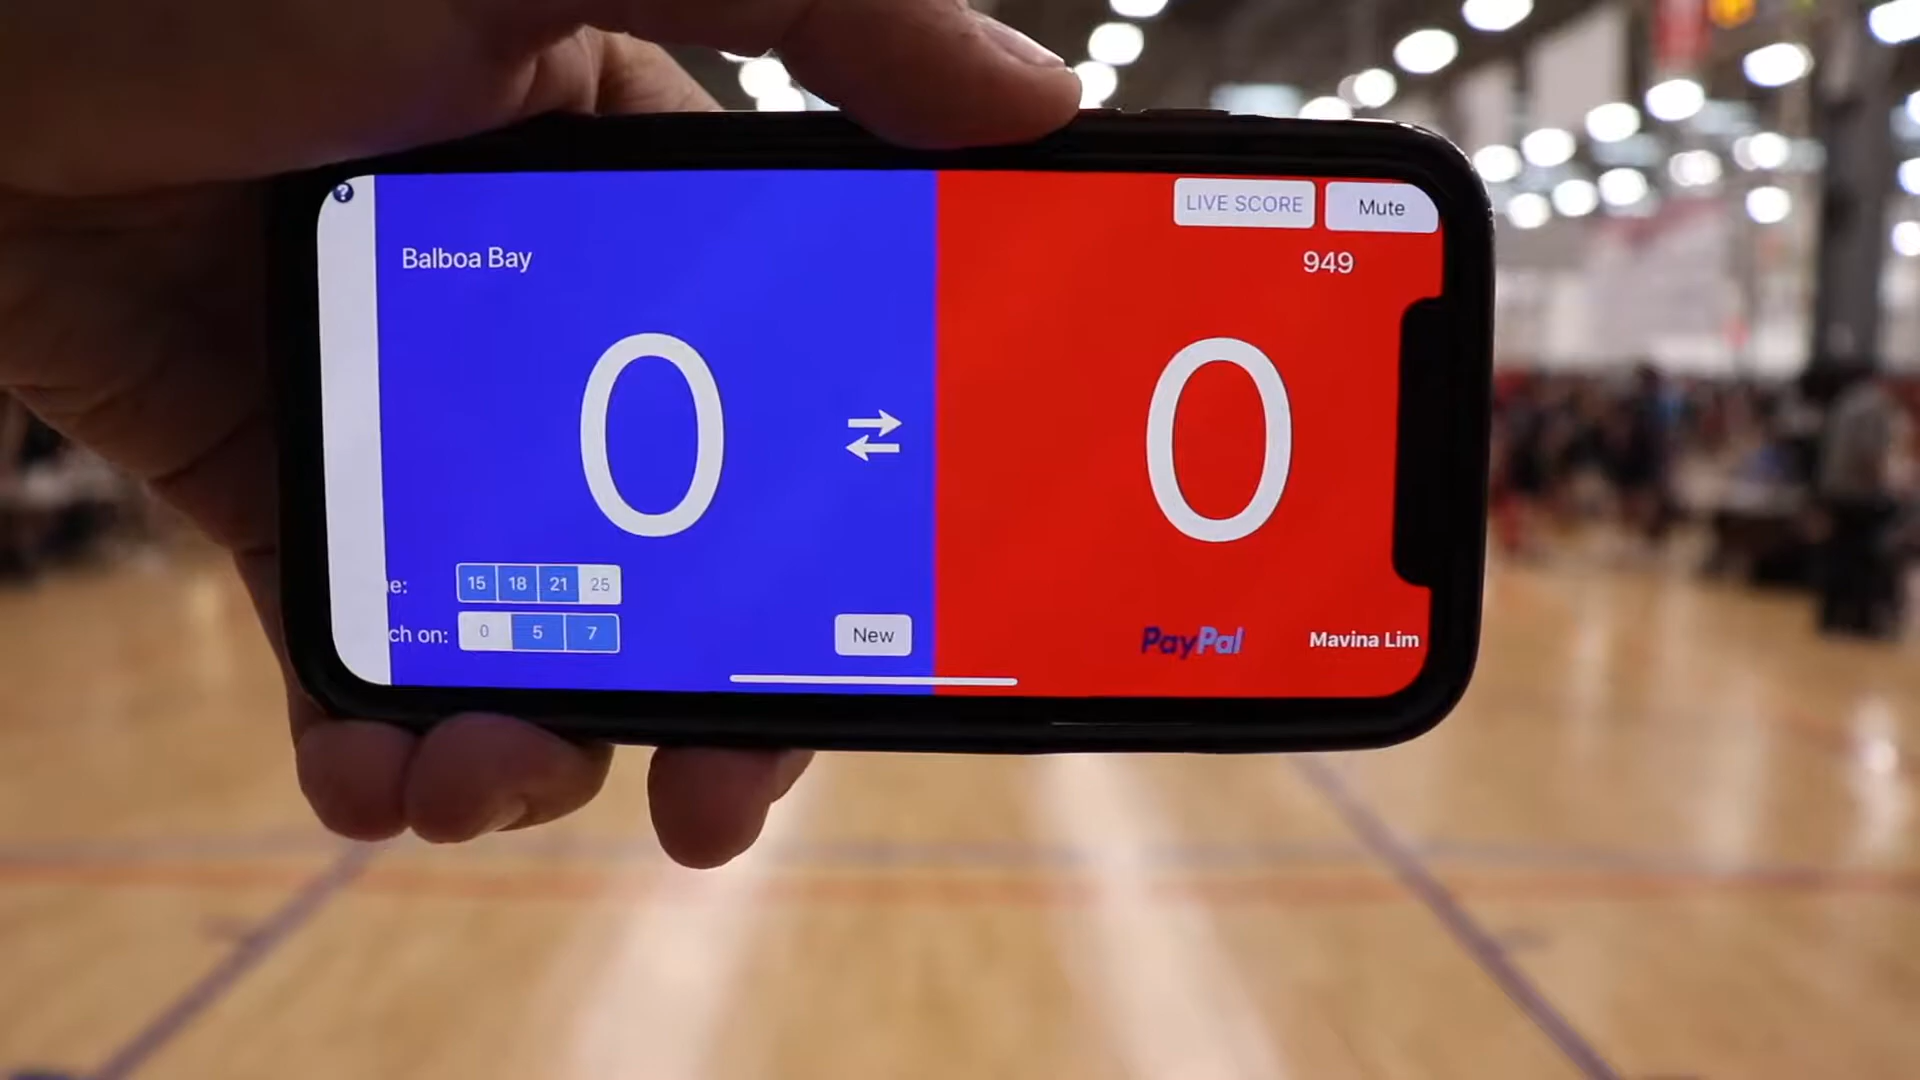 ?
LIVE SCORE
Mute
Balboa Bay
949
0
0
e:
15 18 21 25
ch on:
0 5 7
New
PayPal
Mavina Lim